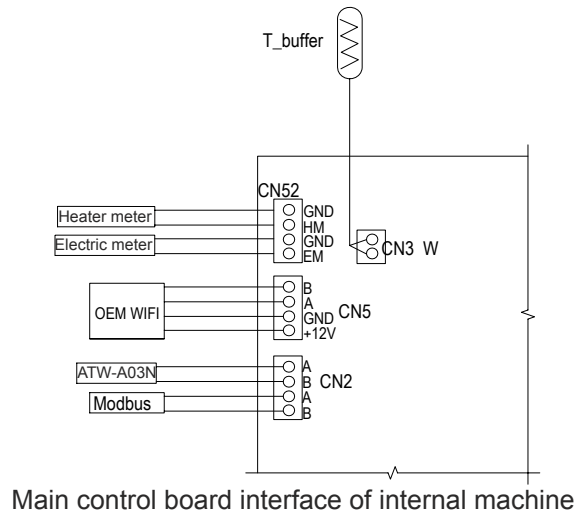 T_buffer
CN52
Heater meter
GND
HM
Electric meter
GND
EM
CN3 W
OEM WIFI
B
A
GND
+12V
CN5
ATW-A03N
A
B
CN2
Modbus
A
B
Main control board interface of internal machine